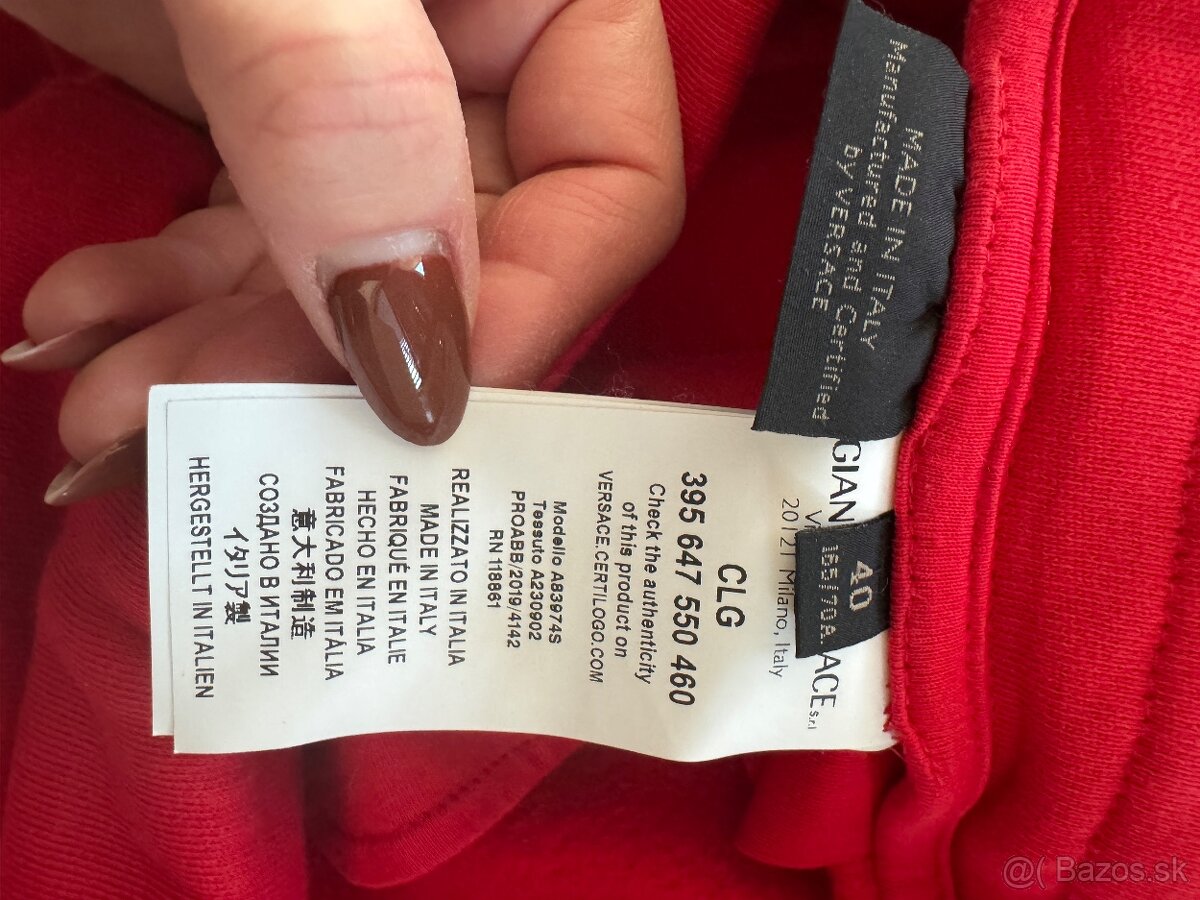 MADE IN ITALY
Manufactured and Certified
by VERSACE
40
165/70A
GIAN
ACE s.r.l
20121 Milano, Italy
CLG
395 647 550 460
Check the authenticity
of this product on
VERSACE.CERTILOGO.COM
Modello A83974S
Tessuto A230902
PROABB/2019/4142
RN 118861
REALIZZATO IN ITALIA
MADE IN ITALY
FABRIQUÉ EN ITALIE
HECHO EN ITALIA
FABRICADO EM ITÁLIA
意大利制造
СОЗДАНО В ИТАЛИИ
イタリア製
HERGESTELLT IN ITALIEN
@( Bazos.sk